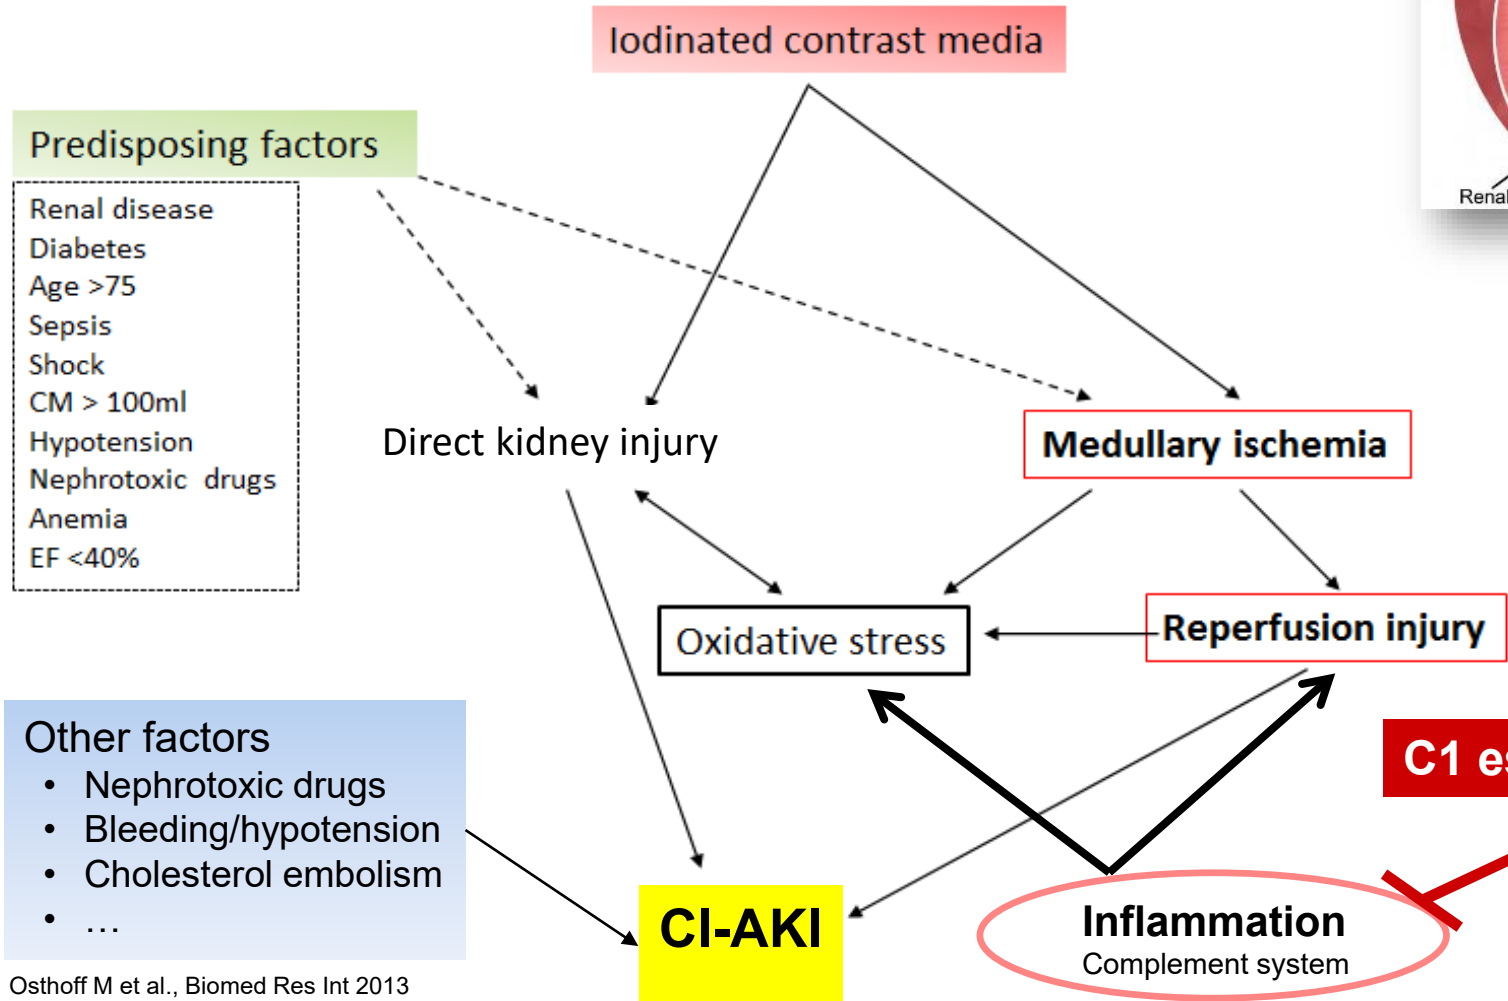 Iodinated contrast media
Predisposing factors
Renal disease
Diabetes
Age >75
Sepsis
Shock
CM > 100ml
Hypotension
Nephrotoxic drugs
Anemia
EF <40%
Renal
Direct kidney injury
Medullary ischemia
Oxidative stress
Reperfusion injury
Other factors
• Nephrotoxic drugs
• Bleeding/hypotension
• Cholesterol embolism
• …
C1
CI-AKI
Inflammation
Complement system
Osthoff M et al., Biomed Res Int 2013